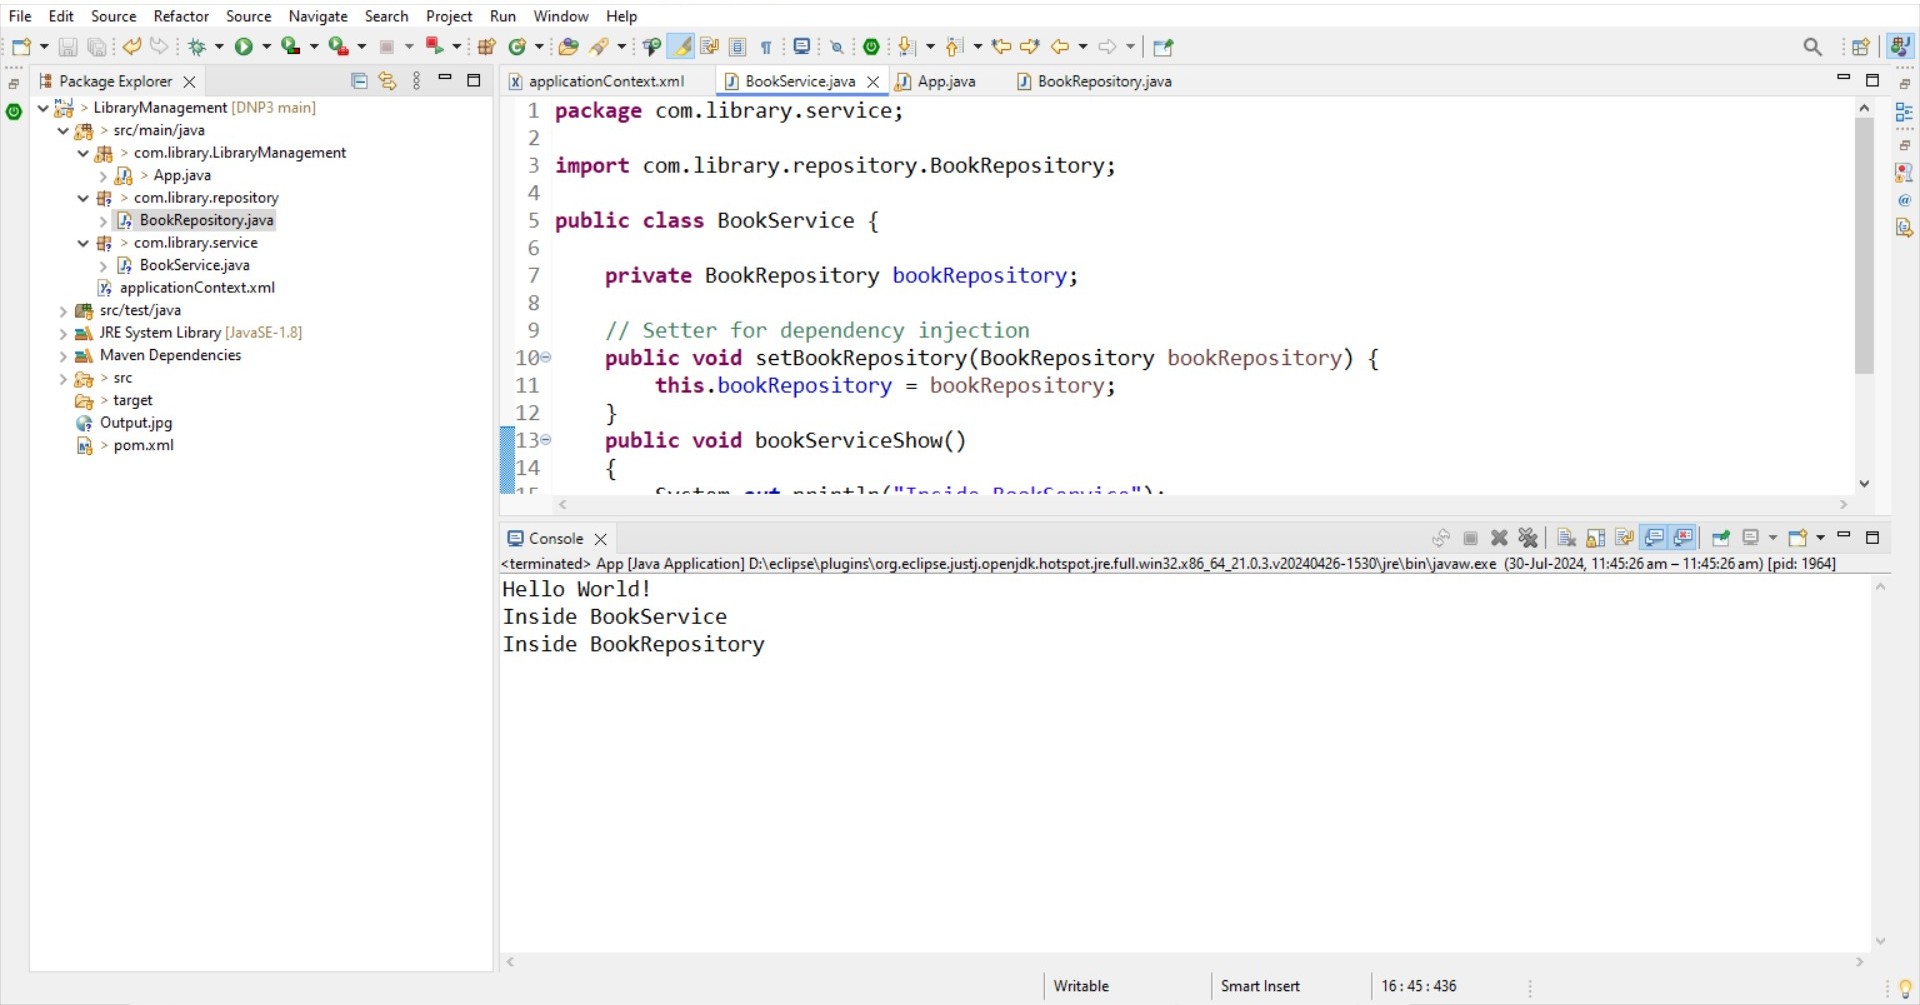 File Edit Source Refactor Source Navigate Search Project Run Window Help
Package Explorer
> LibraryManagement [DNP3 main]
> src/main/java
> com.library.LibraryManagement
> App.java
> com.library.repository
BookRepository.java
> com.library.service
BookService.java
applicationContext.xml
src/test/java
JRE System Library [JavaSE-1.8]
Maven Dependencies
> src
> target
Output.jpg
> pom.xml
applicationContext.xml BookService.java App.java BookRepository.java
1 package com.library.service;
2
3 import com.library.repository.BookRepository;
4
5 public class BookService {
6
7 private BookRepository bookRepository;
8
9 // Setter for dependency injection
10 public void setBookRepository(BookRepository bookRepository) {
11 this.bookRepository = bookRepository;
12 }
13 public void bookServiceShow()
14 {
15 System.out.println("Inside BookService");
Console
<terminated> App [Java Application] D:\eclipse\plugins\org.eclipse.justj.openjdk.hotspot.jre.full.win32.x86_64_21.0.3.v20240426-1530\jre\bin\javaw.exe (30-Jul-2024, 11:45:26 am – 11:45:26 am) [pid: 1964]
Hello World!
Inside BookService
Inside BookRepository
Writable Smart Insert 16 : 45 : 436